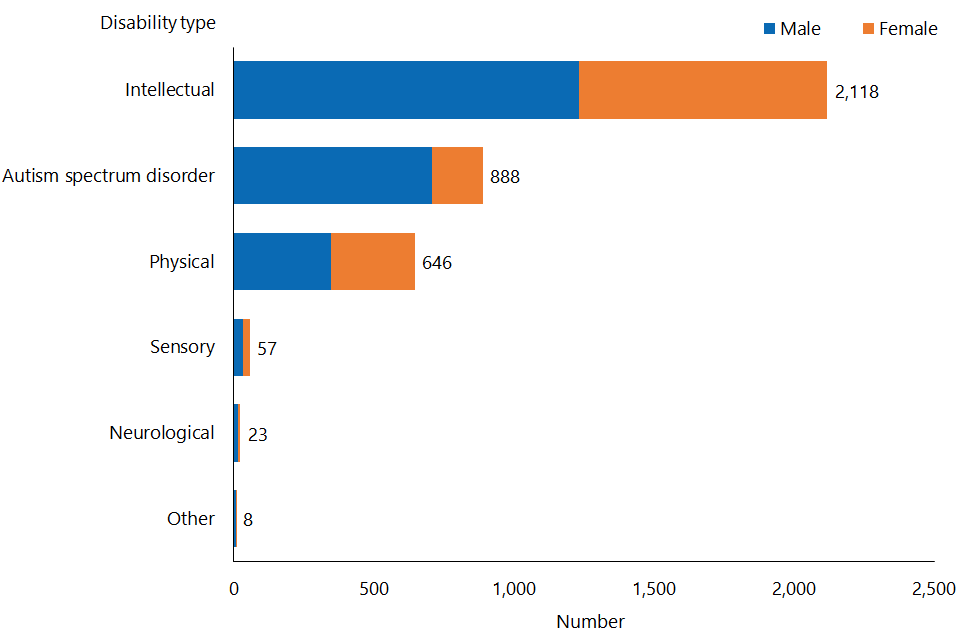 Disability type
Male Female
Intellectual 2,118
Autism spectrum disorder 888
Physical 646
Sensory 57
Neurological 23
Other 8
0 500 1,000 1,500 2,000 2,500
Number